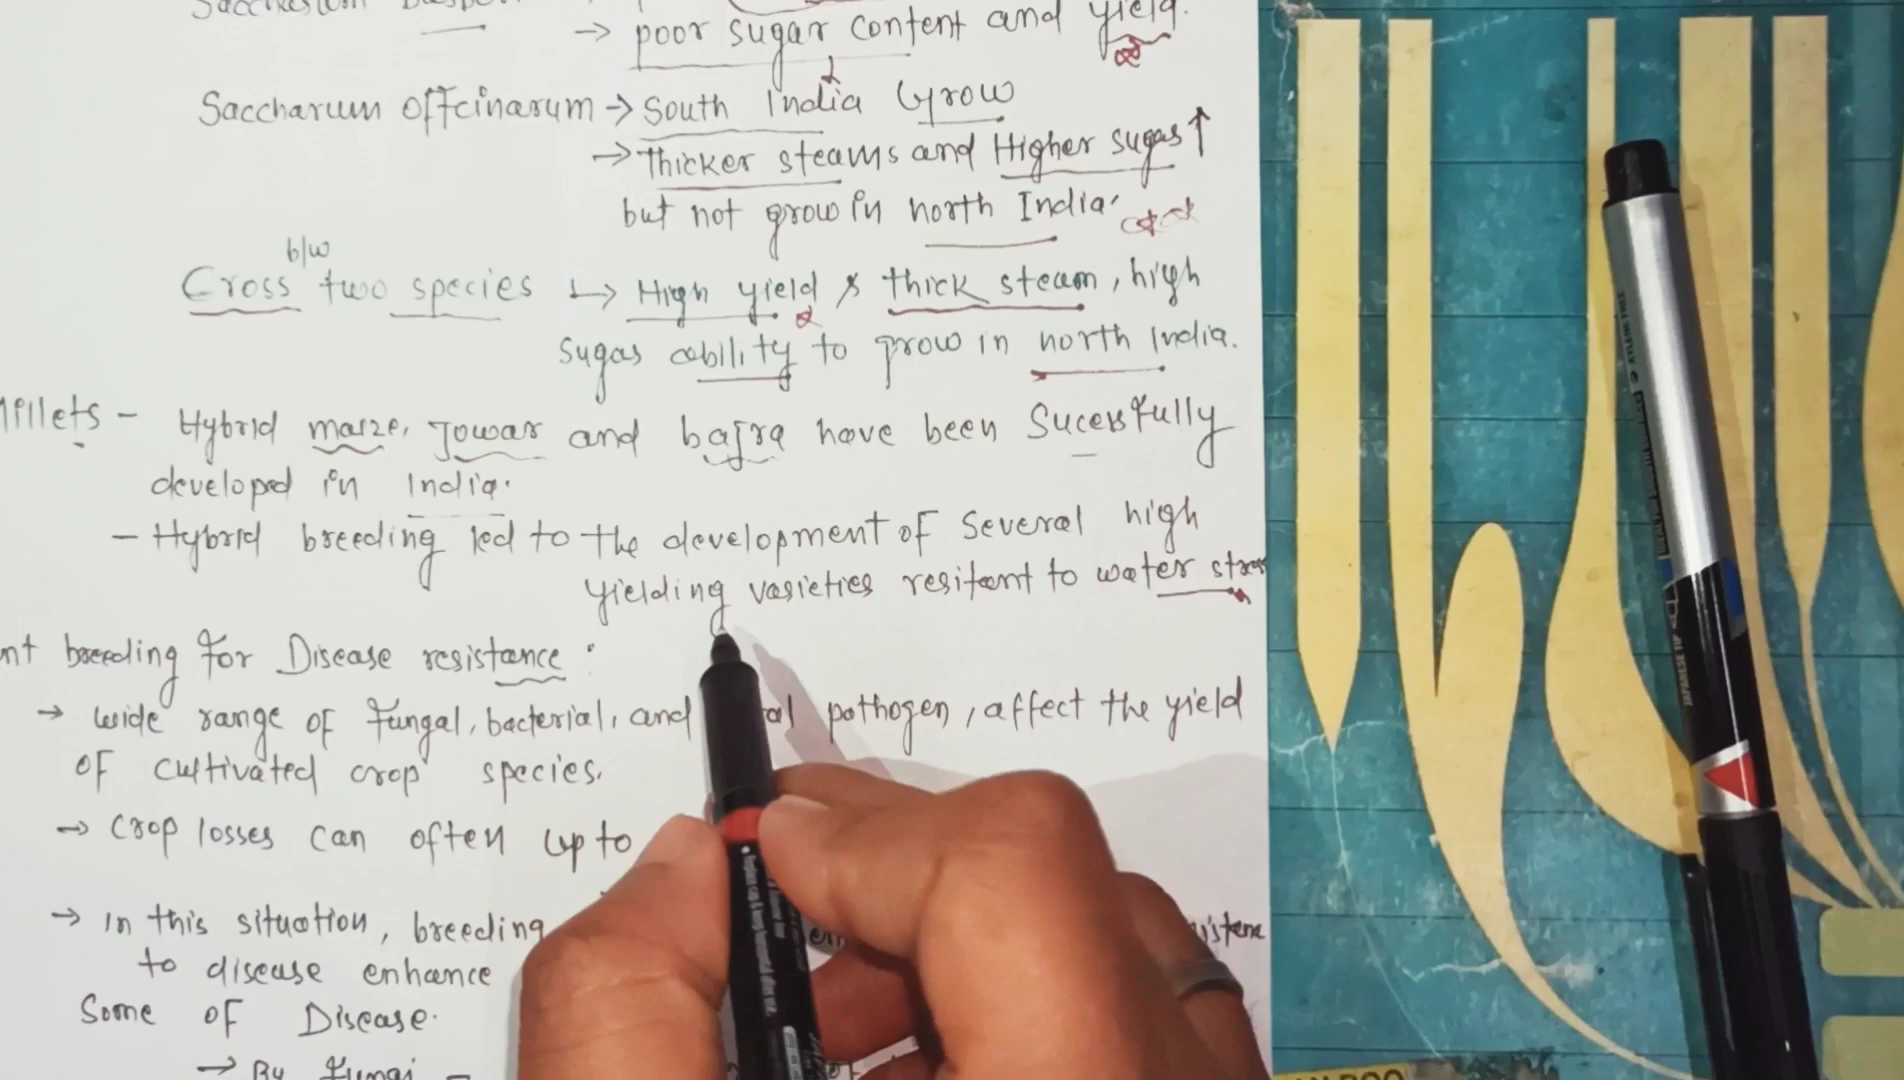 → poor sugar content and yield.
Saccharum offcinarum → South India Grow
→ thicker steams and Higher sugar ↑
but not grow in north India.
b/w
Cross two species ↳ High yield & thick steam, high
sugar ability to grow in north India.
Millets - Hybrid maize, Jowar and bajra have been Sucessfully
developed in India.
- Hybrid breeding led to the development of several high
yielding varieties resitant to water
breeding for Disease resistance :
→ wide range of fungal, bacterial, and pathogen, affect the yield
of cultivated crop species.
→ Crop losses can often up to
→ In this situation, breeding
to disease enhance
Some of Disease.
→ By fungi -